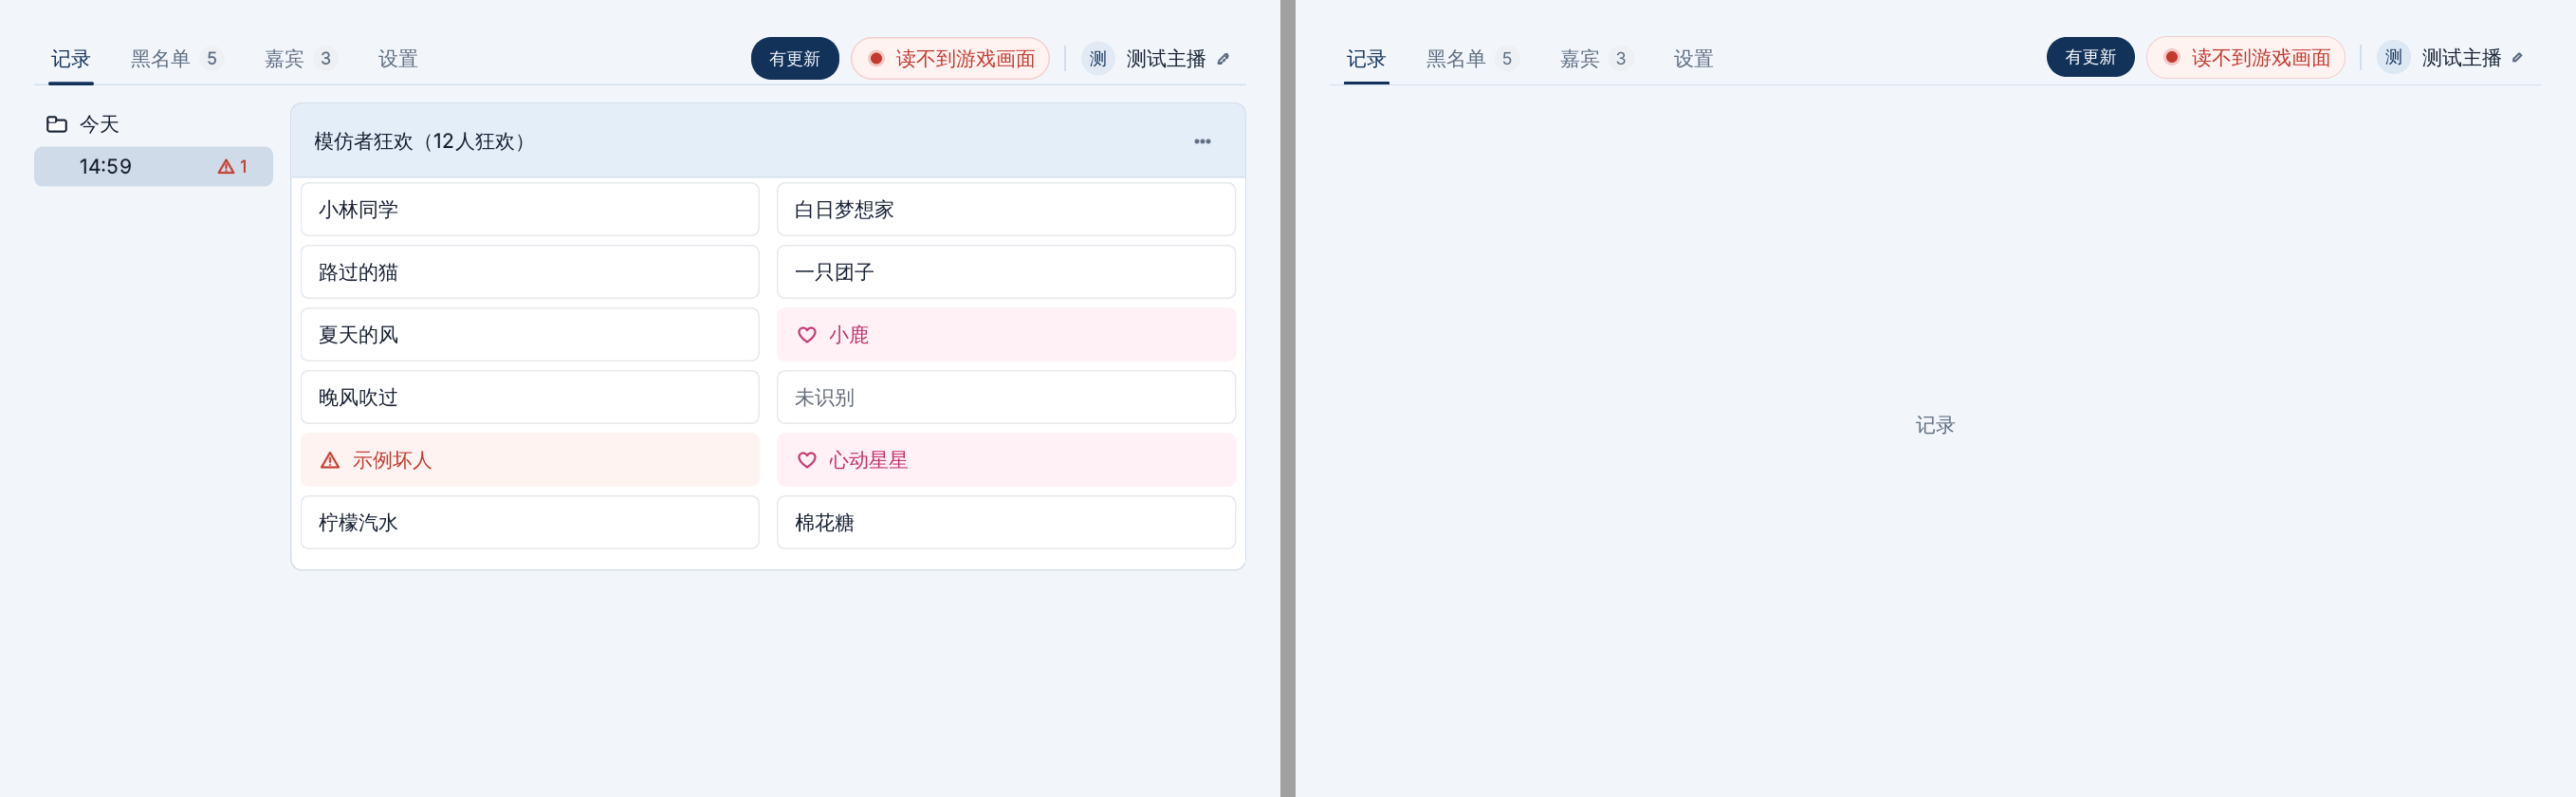 记录 黑名单 5 嘉宾 3 设置 有更新 读不到游戏画面 测 测试主播
今天
14:59 1
模仿者狂欢（12人狂欢）
小林同学 白日梦想家
路过的猫 一只团子
夏天的风 小鹿
晚风吹过 未识别
示例坏人 心动星星
柠檬汽水 棉花糖
记录 黑名单 5 嘉宾 3 设置 有更新 读不到游戏画面 测 测试主播
记录